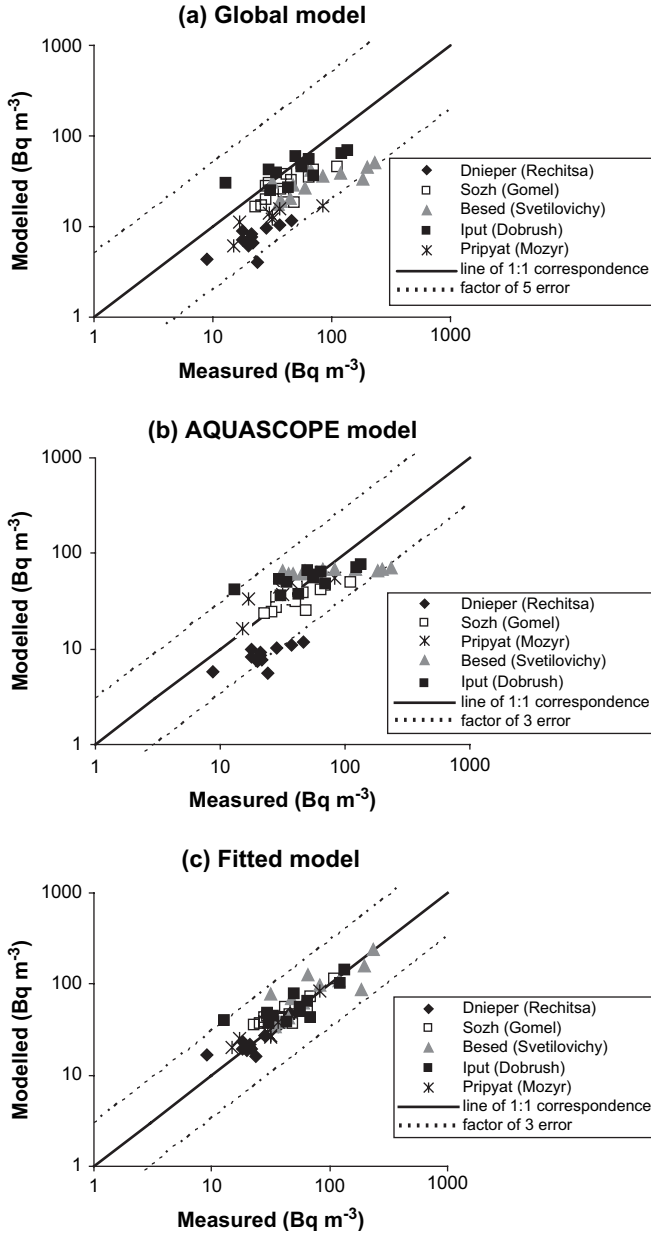 (a) Global model
1000
100
10
1
1
10
100
1000
Modelled (Bq m-3)
Measured (Bq m-3)
Dnieper (Rechitsa)
Sozh (Gomel)
Besed (Svetilovichy)
Iput (Dobrush)
Pripyat (Mozyr)
line of 1:1 correspondence
factor of 5 error
(b) AQUASCOPE model
1000
100
10
1
1
10
100
1000
Modelled (Bq m-3)
Measured (Bq m-3)
Dnieper (Rechitsa)
Sozh (Gomel)
Pripyat (Mozyr)
Besed (Svetilovichy)
Iput (Dobrush)
line of 1:1 correspondence
factor of 3 error
(c) Fitted model
1000
100
10
1
1
10
100
1000
Modelled (Bq m-3)
Measured (Bq m-3)
Dnieper (Rechitsa)
Sozh (Gomel)
Besed (Svetilovichy)
Iput (Dobrush)
Pripyat (Mozyr)
line of 1:1 correspondence
factor of 3 error